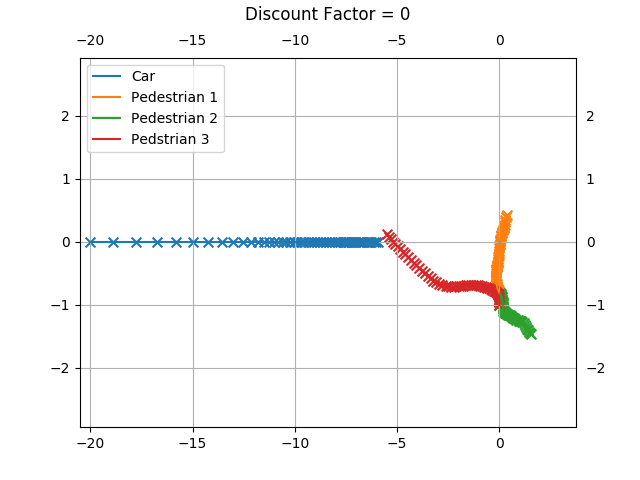 Discount Factor = 0
−20 −15 −10 −5 0
Car
Pedestrian 1
Pedestrian 2
Pedstrian 3
2 2
1 1
0 0
−1 −1
−2 −2
−20 −15 −10 −5 0